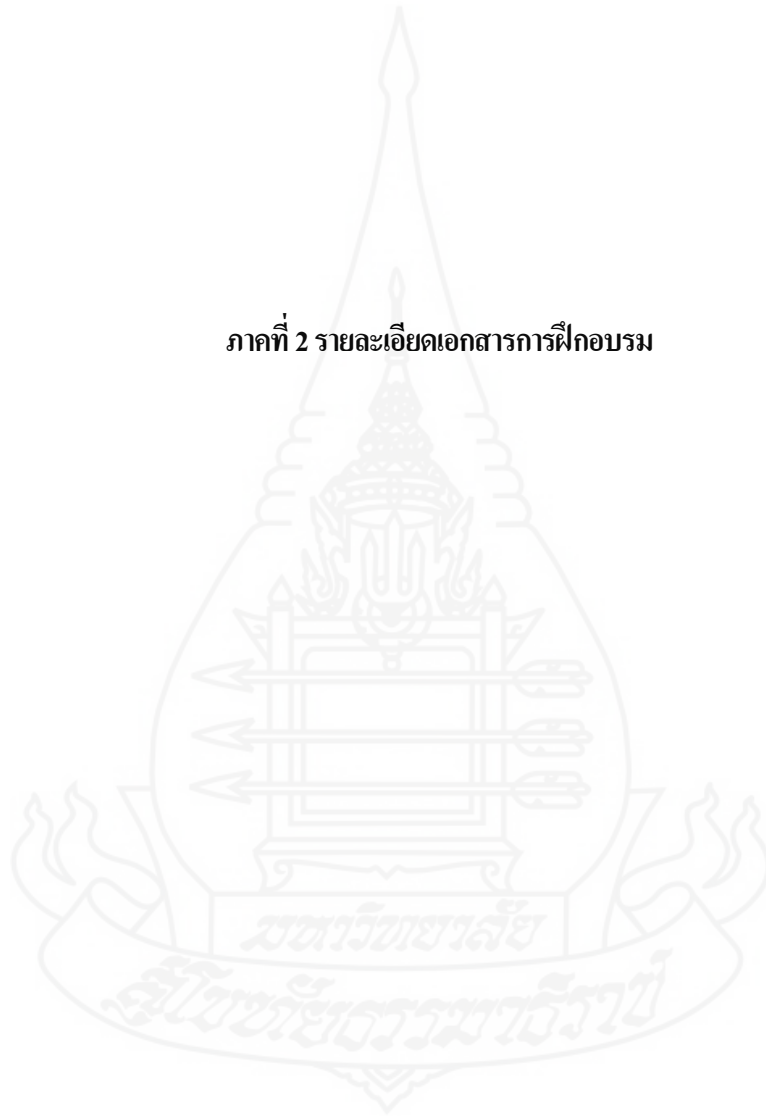 ภาคที่ 2 รายละเอียดเอกสารการฝึกอบรม
มหาวิทยาลัย
สุโขทัยธรรมาธิราช